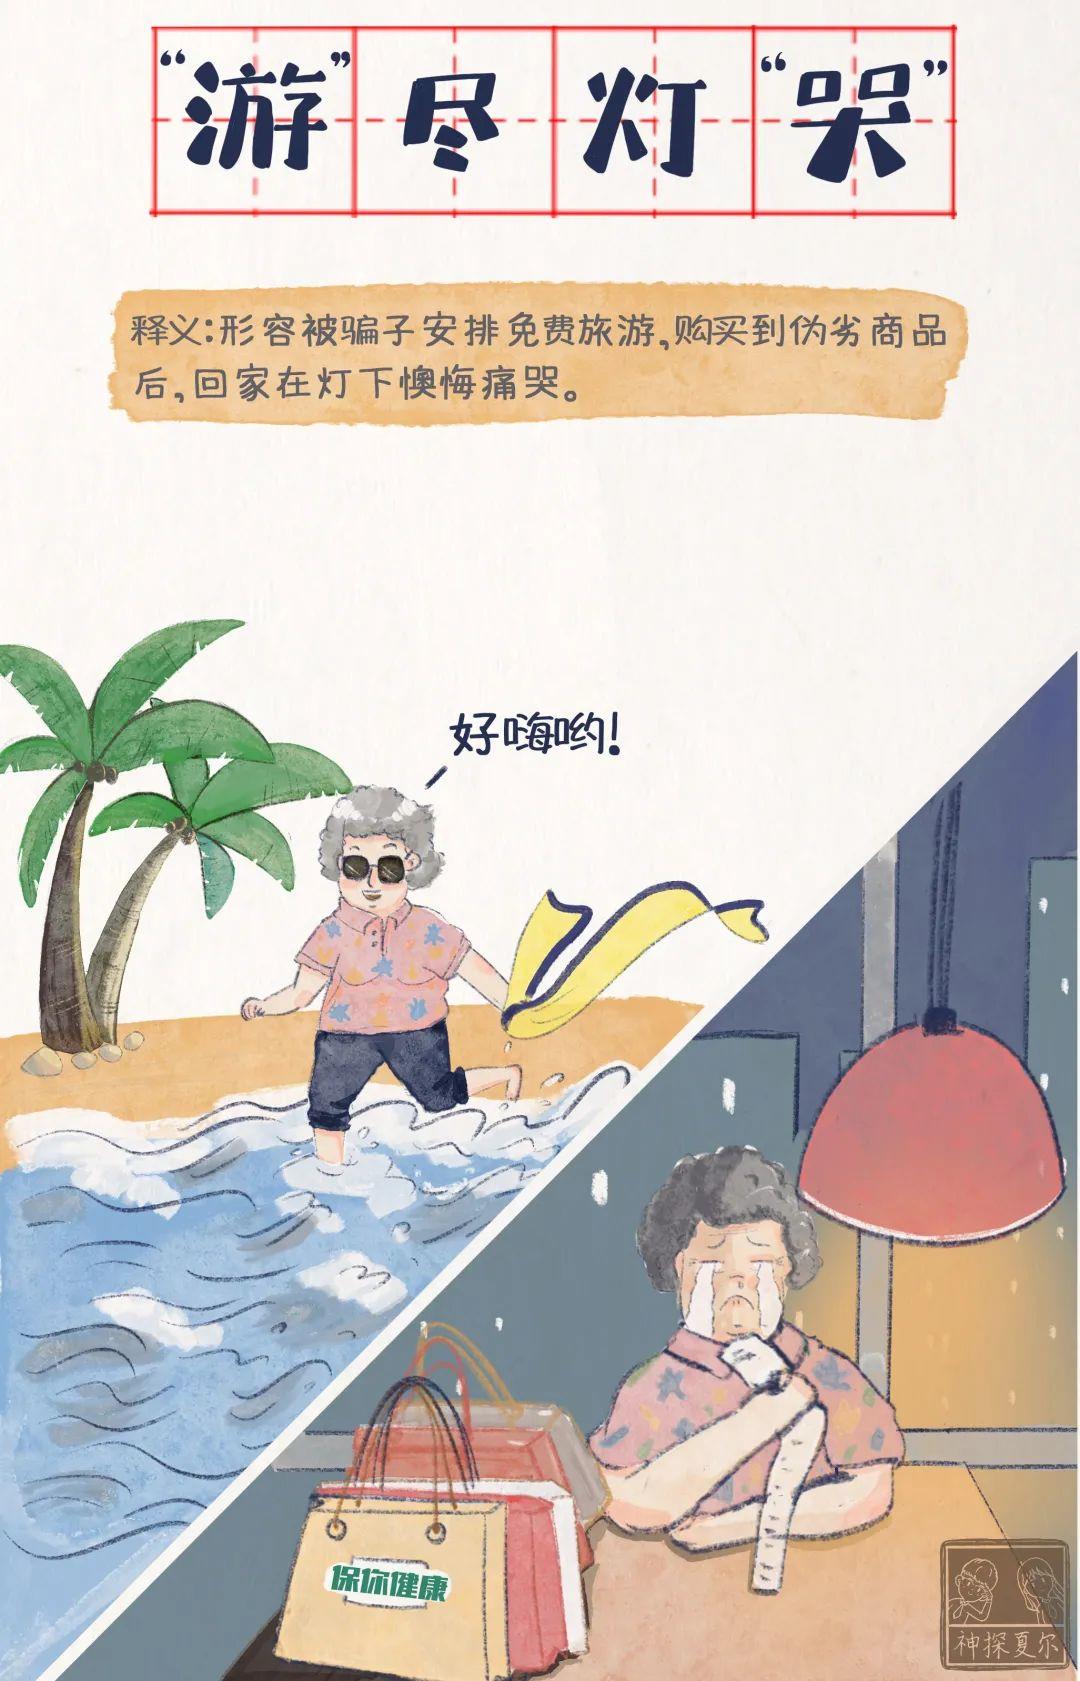 “游”尽灯“哭”
释义:形容被骗子安排免费旅游,购买到伪劣商品
后,回家在灯下懊悔痛哭。
好嗨哟!
保你健康
神探夏尔